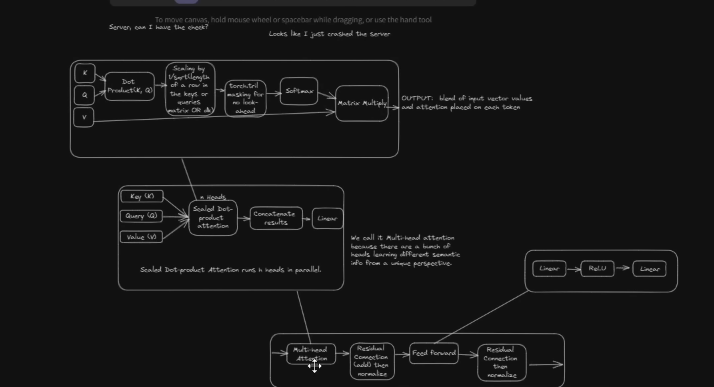 To move canvas, hold mouse wheel or spacebar while dragging, or use the hand tool
Server, can I have the check?
Looks like I just crashed the server
K
Q
V
Dot
Product(K, Q)
Scaling by
1/sqrt(length
of a row in
the keys or
queries
matrix OR dk)
torch.tril
masking for
no look-
ahead
Softmax
Matrix Multiply
OUTPUT: blend of input vector values
and attention placed on each token
Key (K)
Query (Q)
Value (V)
n Heads
Scaled Dot-
product
attention
Concatenate
results
Linear
Scaled Dot-product Attention runs h heads in parallel.
We call it Multi-head attention
because there are a bunch of
heads learning different semantic
info from a unique perspective.
Linear
ReLU
Linear
Multi-head
Attention
Residual
Connection
(add) then
normalize
Feed forward
Residual
Connection
then
normalize